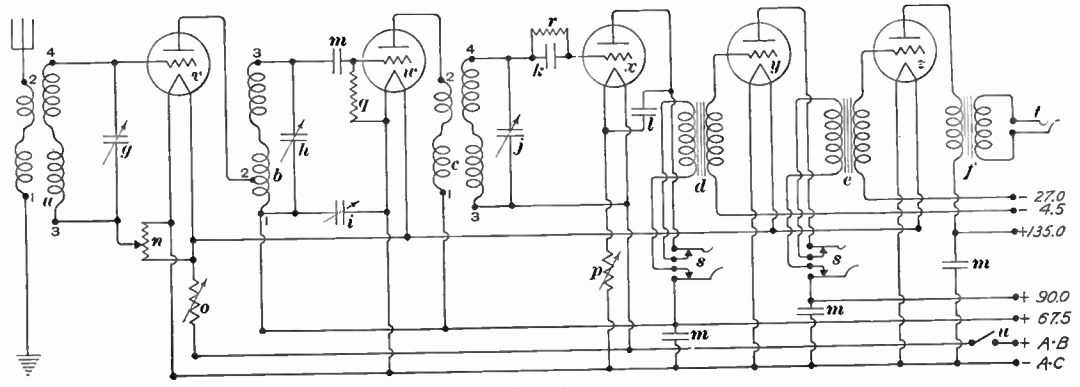 r
4
3
m
4
v
w
k
x
y
z
2
2
2
q
l
t
g
h
b
c
j
d
e
f
1
u
1
3
1
3
i
n
- 27.0
- 4.5
+ 135.0
o
p
s
s
m
+ 90.0
m
+ 67.5
m
u
+ A·B
- A·C